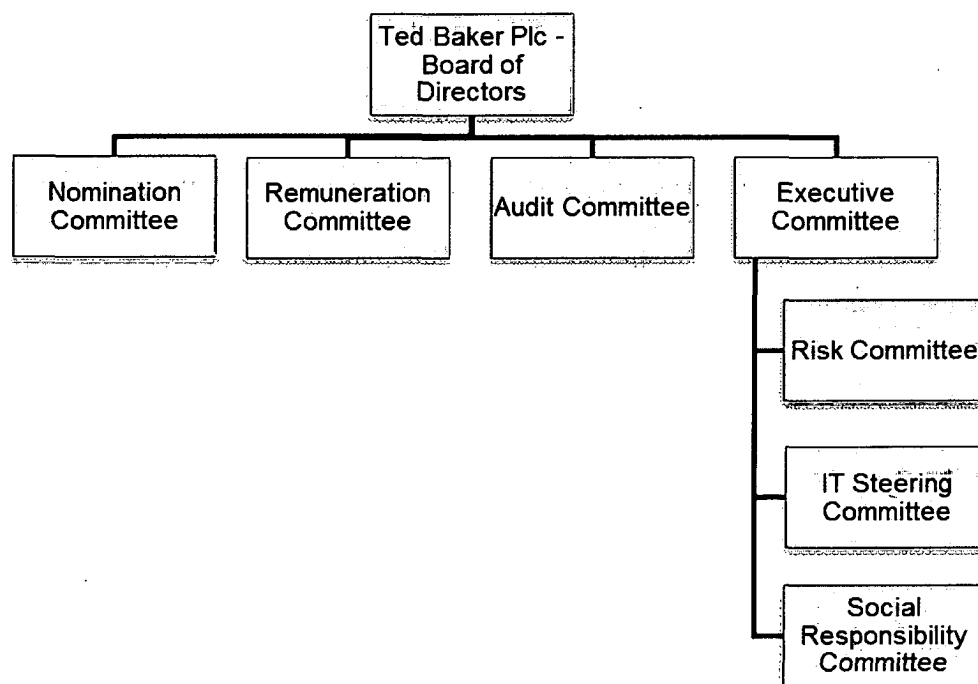 Ted Baker Plc -
Board of
Directors
Nomination
Committee
Remuneration
Committee
Audit Committee
Executive
Committee
Risk Committee
IT Steering
Committee
Social
Responsibility
Committee